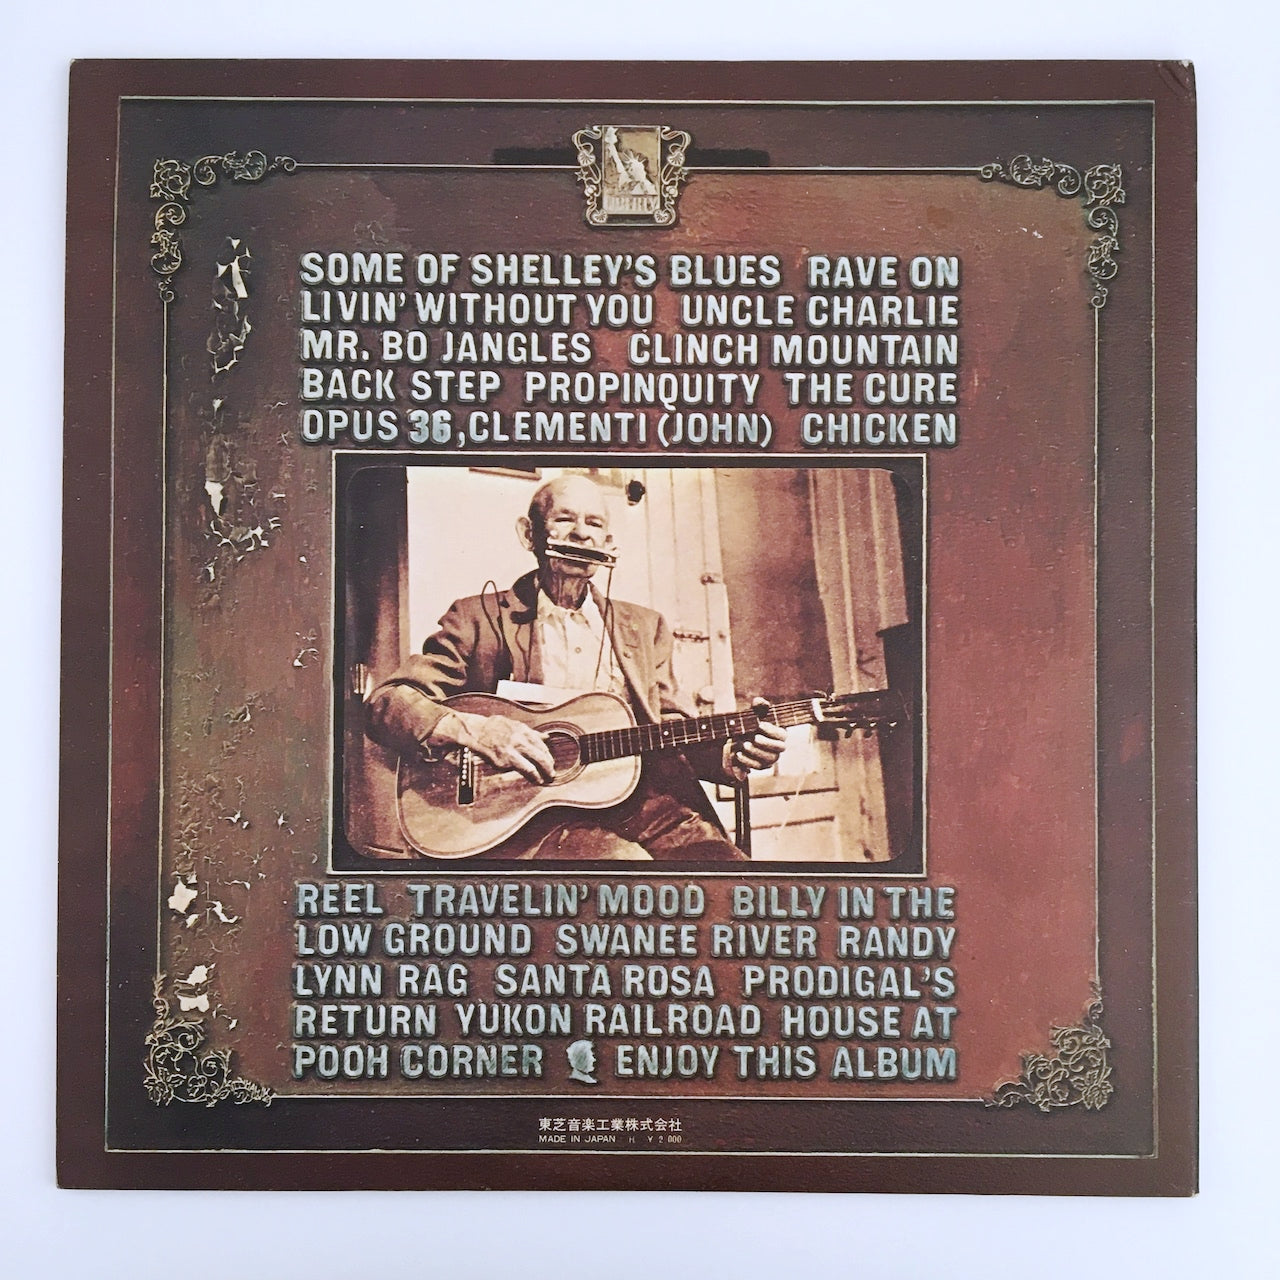 LIBERTY
SOME OF SHELLEY'S BLUES RAVE ON
LIVIN' WITHOUT YOU UNCLE CHARLIE
MR. BO JANGLES CLINCH MOUNTAIN
BACK STEP PROPINQUITY THE CURE
OPUS 36, CLEMENTI (JOHN) CHICKEN
REEL TRAVELIN' MOOD BILLY IN THE
LOW GROUND SWANEE RIVER RANDY
LYNN RAG SANTA ROSA PRODIGAL'S
RETURN YUKON RAILROAD HOUSE AT
POOH CORNER ENJOY THIS ALBUM
東芝音楽工業株式会社
MADE IN JAPAN H ¥2000